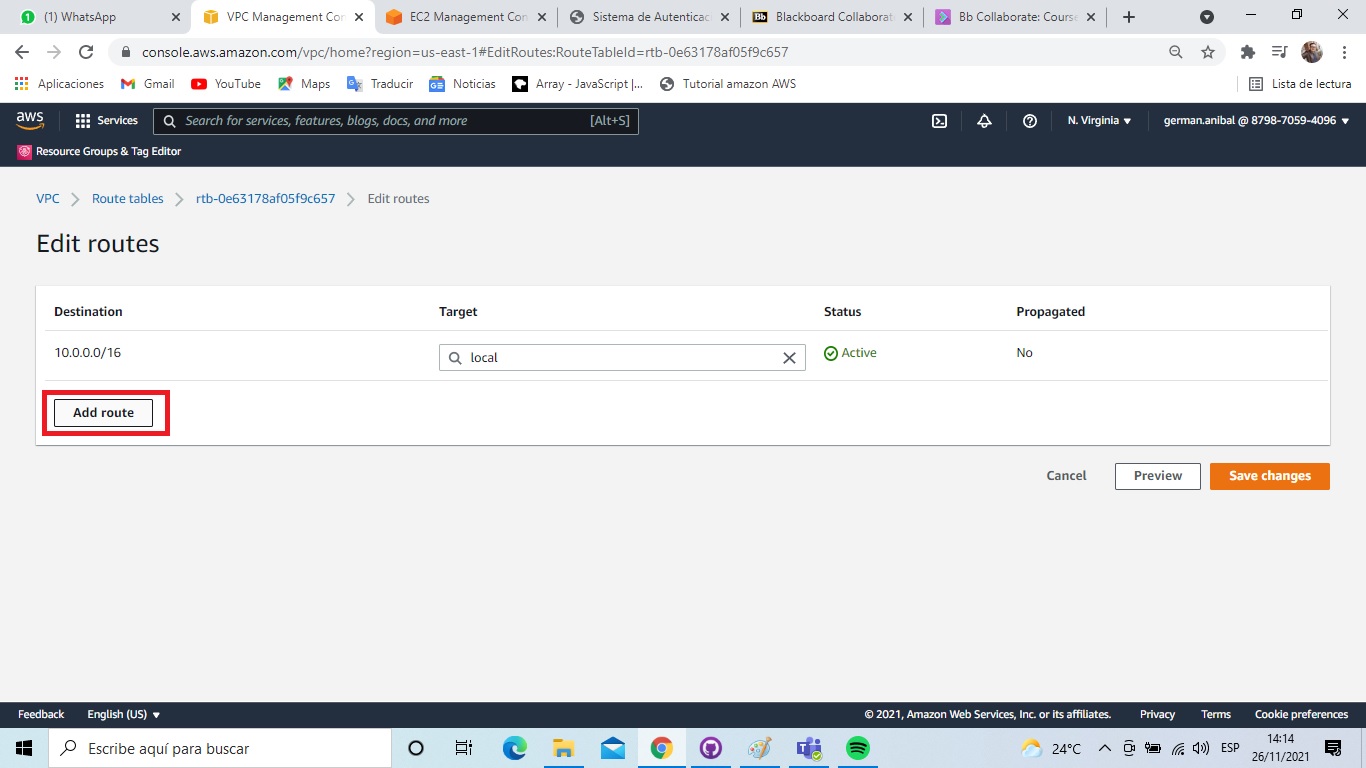 (1) WhatsApp
VPC Management Con
EC2 Management Con
Sistema de Autenticac
Bb Blackboard Collaborat
Bb Collaborate: Course
console.aws.amazon.com/vpc/home?region=us-east-1#EditRoutes:RouteTableId=rtb-0e63178af05f9c657
Aplicaciones
Gmail
YouTube
Maps
Traducir
Noticias
Array - JavaScript |...
Tutorial amazon AWS
Lista de lectura
aws
Services
Search for services, features, blogs, docs, and more
[Alt+S]
N. Virginia
german.anibal @ 8798-7059-4096
Resource Groups & Tag Editor
VPC
Route tables
rtb-0e63178af05f9c657
Edit routes
Edit routes
Destination
Target
Status
Propagated
10.0.0.0/16
local
Active
No
Add route
Cancel
Preview
Save changes
Feedback
English (US)
© 2021, Amazon Web Services, Inc. or its affiliates.
Privacy
Terms
Cookie preferences
Escribe aquí para buscar
24°C
ESP
14:14
26/11/2021